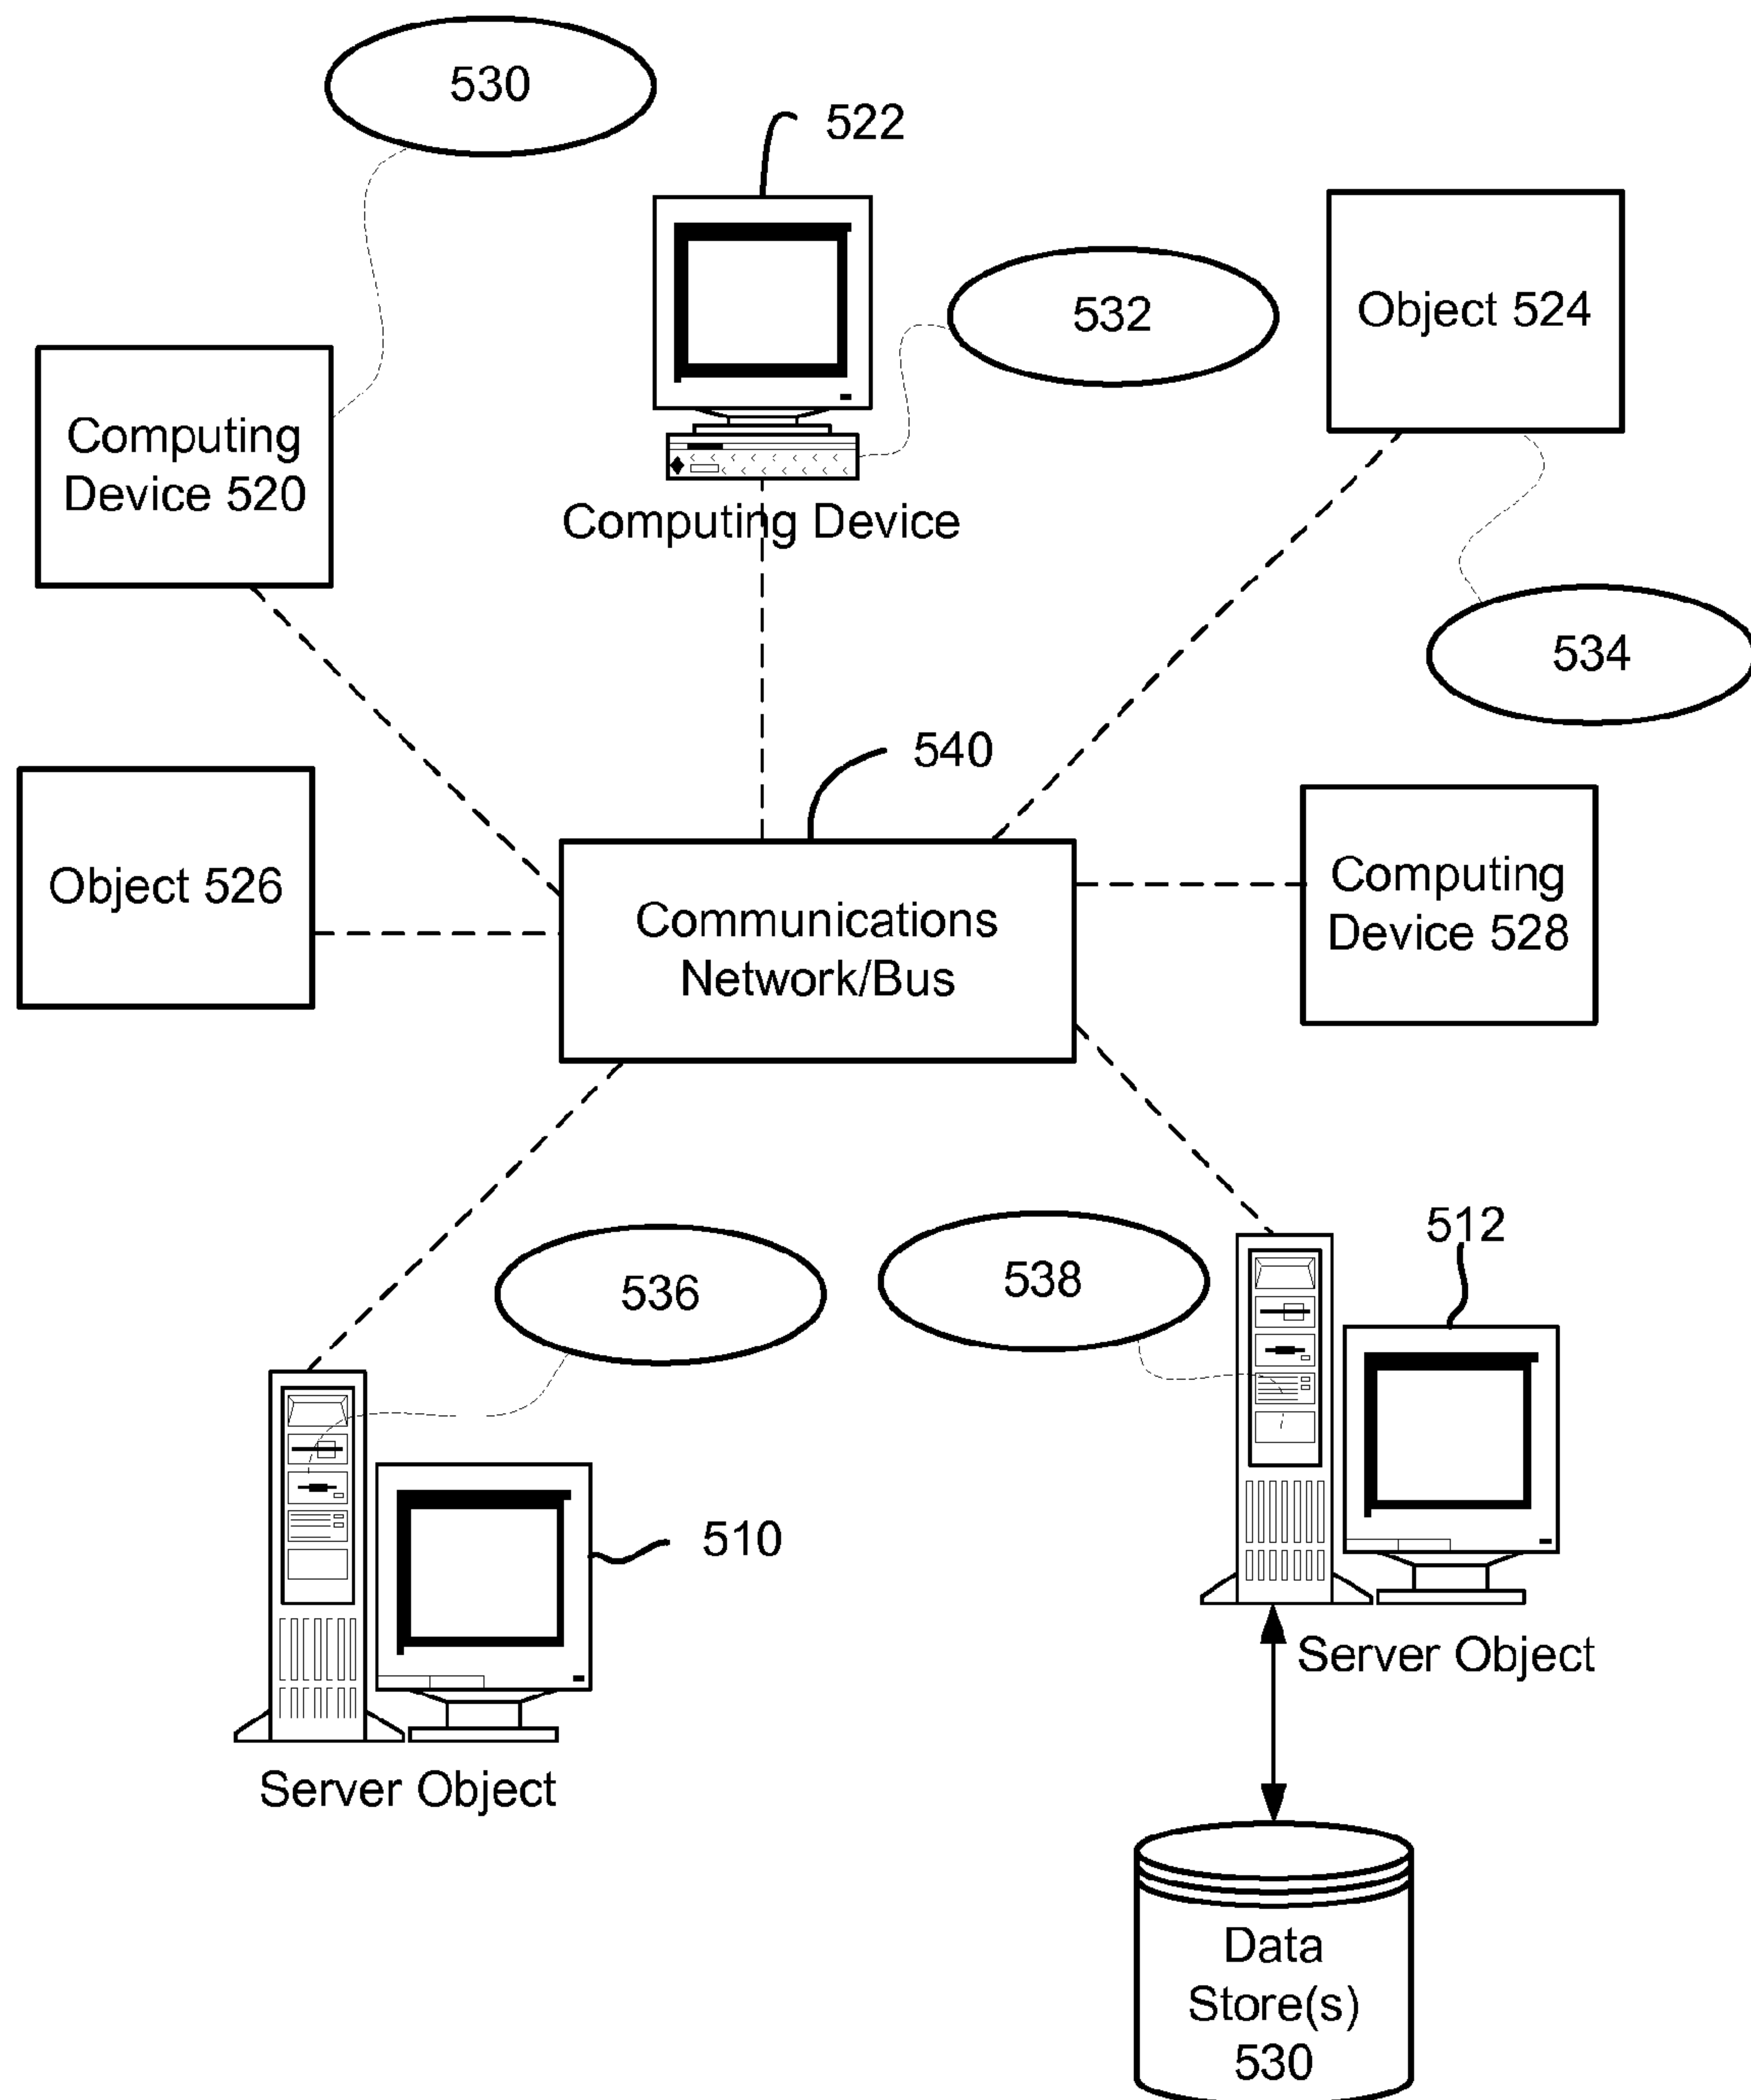 530
522
532
Object 524
Computing
Device 520
Computing Device
534
540
Object 526
Communications
Network/Bus
Computing
Device 528
512
536
538
510
Server Object
Server Object
Data
Store(s)
530